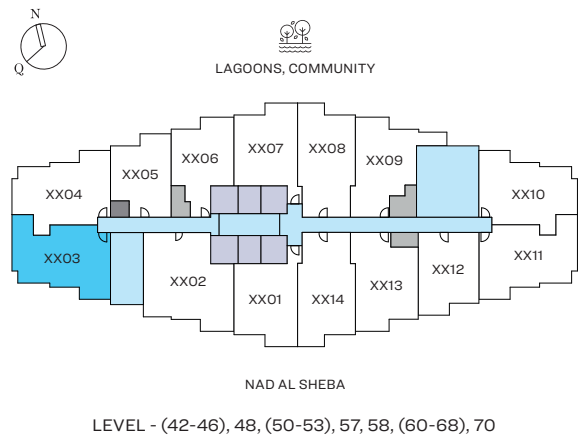 N
Q
LAGOONS, COMMUNITY
XX07 XX08
XX06 XX09
XX05
XX04 XX10
XX03 XX11
XX02 XX12
XX13
XX01 XX14
NAD AL SHEBA
LEVEL - (42-46), 48, (50-53), 57, 58, (60-68), 70